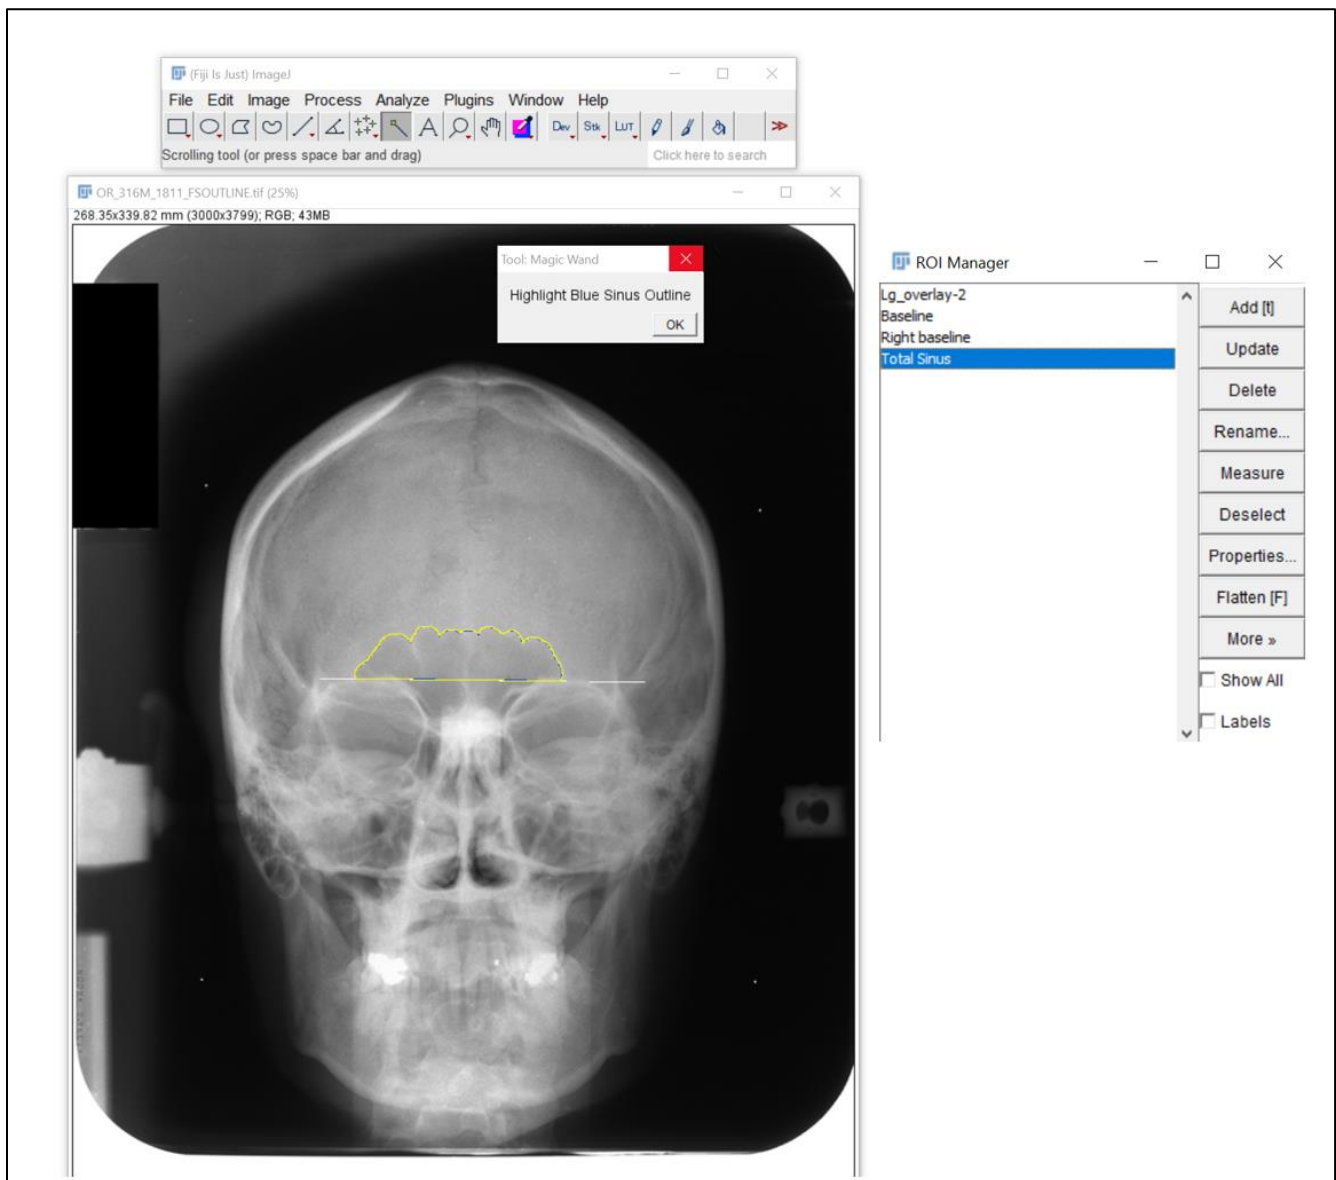 (Fiji Is Just) ImageJ
File Edit Image Process Analyze Plugins Window Help
A Dev Stk LUT
Scrolling tool (or press space bar and drag) Click here to search
OR_316M_1811_FSOUTLINE.tif (25%)
268.35x339.82 mm (3000x3799); RGB; 43MB
Tool: Magic Wand
Highlight Blue Sinus Outline
OK
ROI Manager
Lg_overlay-2
Baseline
Right baseline
Total Sinus
Add [t]
Update
Delete
Rename...
Measure
Deselect
Properties...
Flatten [F]
More »
Show All
Labels